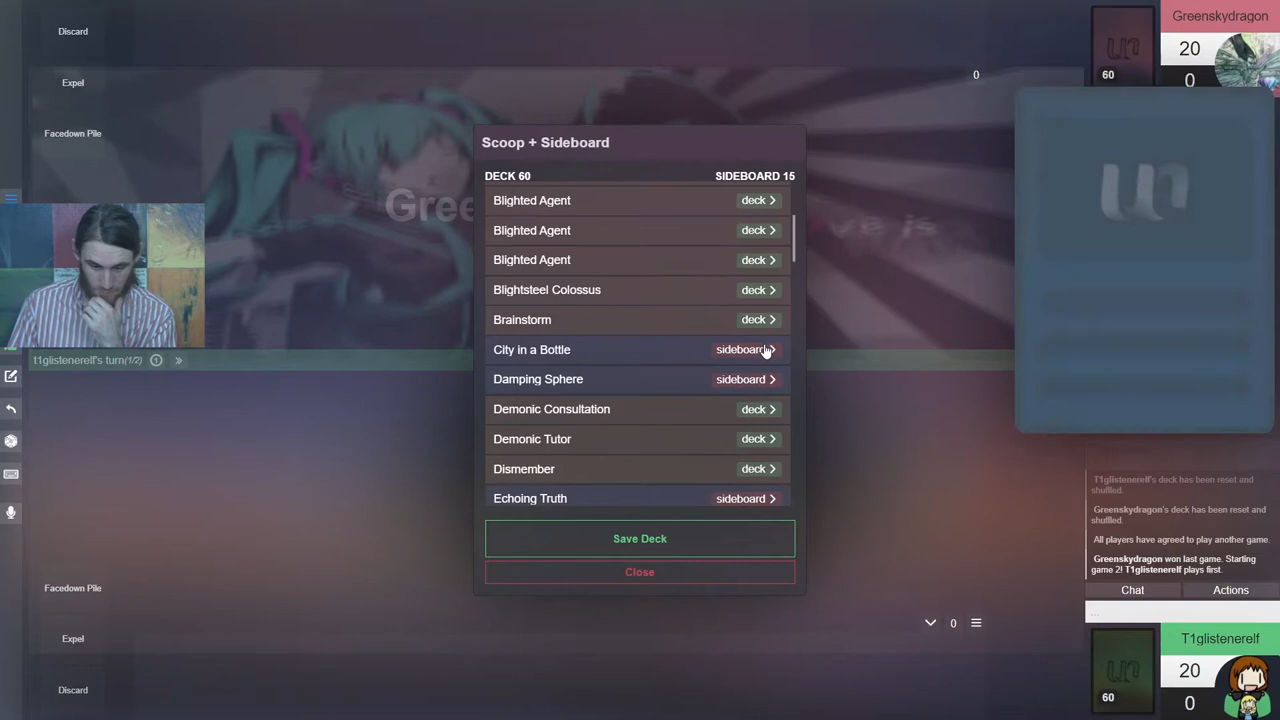 Discard
Greenskydragon
20
60
0
0
Expel
Facedown Pile
Scoop + Sideboard
DECK 60
SIDEBOARD 15
Blighted Agent
deck
Blighted Agent
deck
Blighted Agent
deck
Blightsteel Colossus
deck
Brainstorm
deck
City in a Bottle
sideboard
Damping Sphere
sideboard
Demonic Consultation
deck
Demonic Tutor
deck
Dismember
deck
Echoing Truth
sideboard
Save Deck
Close
Gree
ve is
t1glistenerelf's turn(1/2)
1
T1glistenerelf's deck has been reset and
shuffled.
Greenskydragon's deck has been reset and
shuffled.
All players have agreed to play another game.
Greenskydragon won last game. Starting
game 2! T1glistenerelf plays first.
Chat
Actions
...
Facedown Pile
Expel
Discard
0
T1glistenerelf
20
60
0